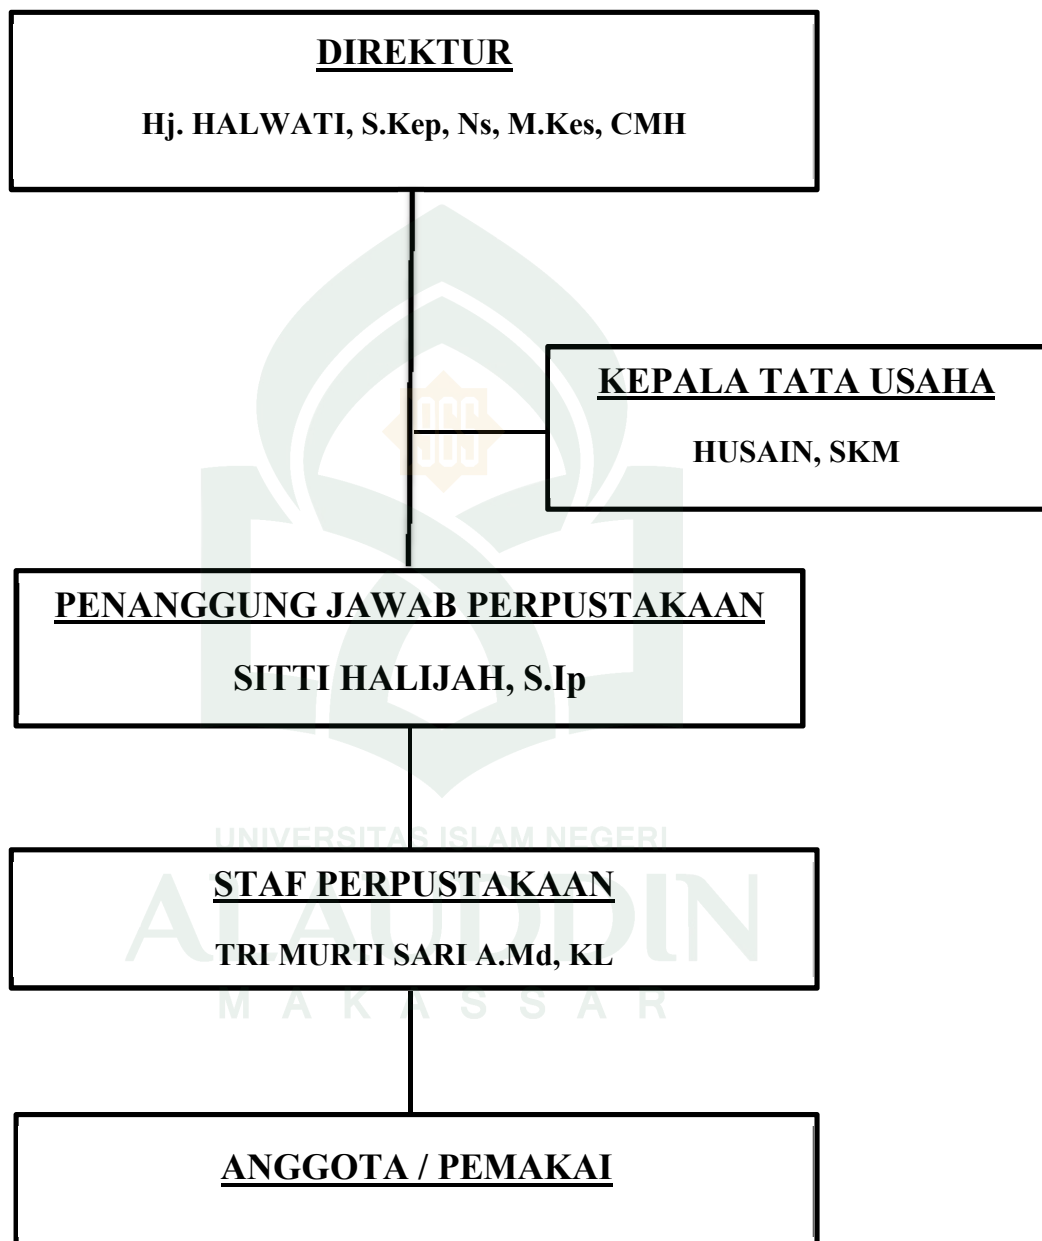 DIREKTUR
Hj. HALWATI, S.Kep, Ns, M.Kes, CMH
KEPALA TATA USAHA
HUSAIN, SKM
PENANGGUNG JAWAB PERPUSTAKAAN
SITTI HALIJAH, S.Ip
UNIVERSITAS ISLAM NEGERI
STAF PERPUSTAKAAN
ALAUDDIN
TRI MURTI SARI A.Md, KL
MAKASSAR
ANGGOTA / PEMAKAI